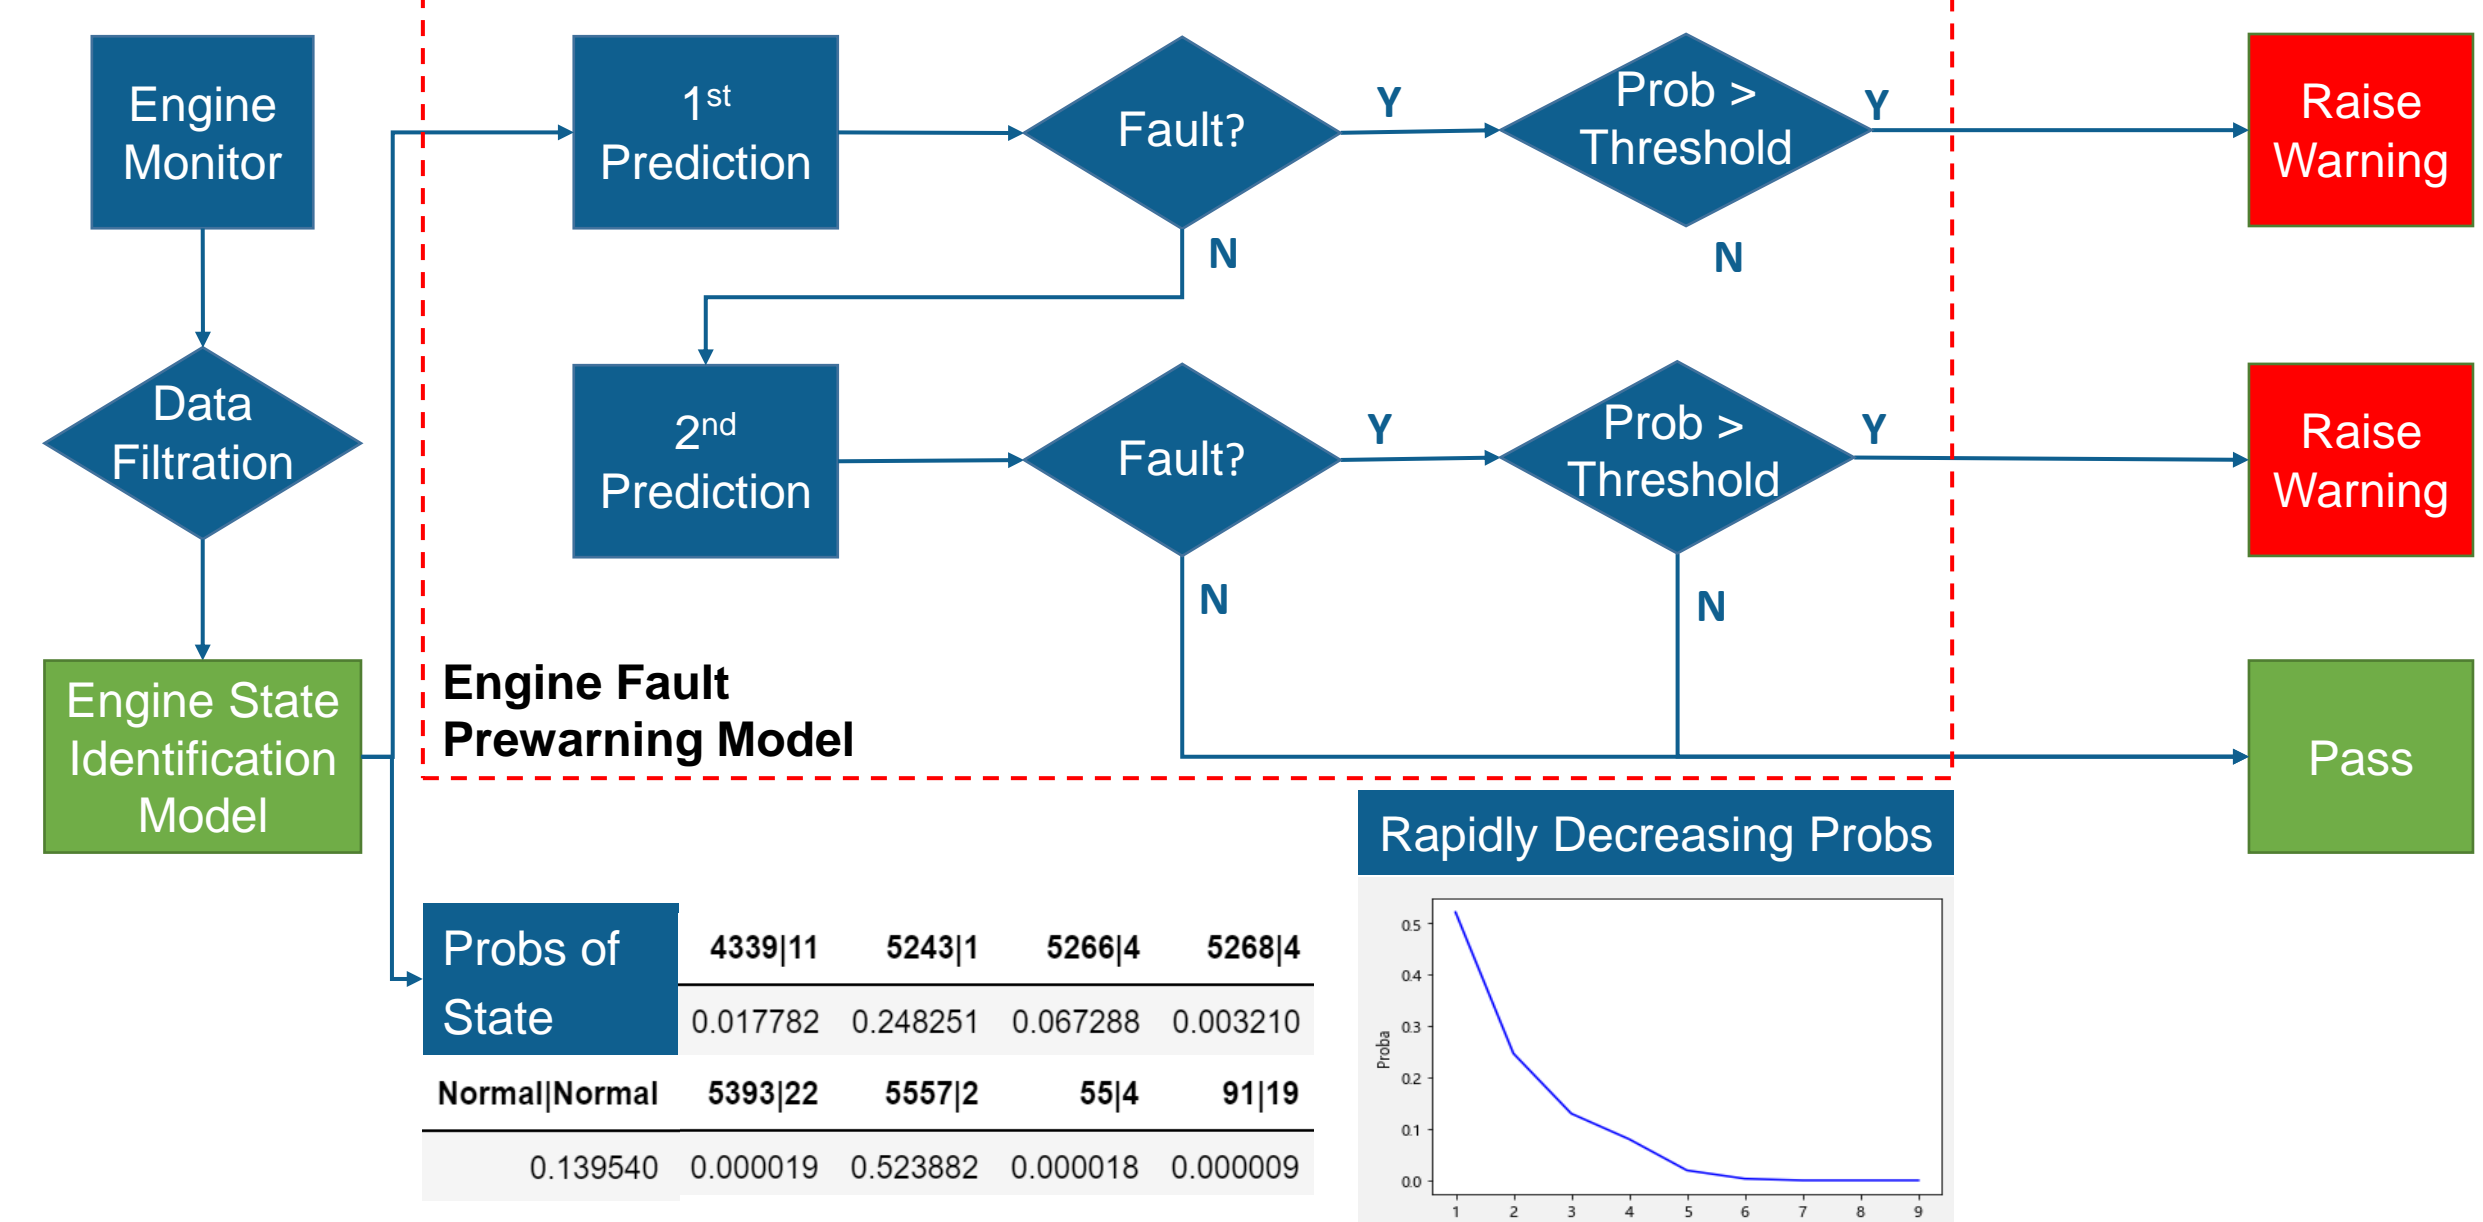 Engine
Monitor
1st
Prediction
Fault?
Y
Prob >
Threshold
Y
Raise
Warning
N
N
Data
Filtration
2nd
Prediction
Fault?
Y
Prob >
Threshold
Y
Raise
Warning
N
N
Engine State
Identification
Model
Engine Fault
Prewarning Model
Pass
Rapidly Decreasing Probs
Probs of
State
4339|11 5243|1 5266|4 5268|4
0.017782 0.248251 0.067288 0.003210
Normal|Normal 5393|22 5557|2 55|4 91|19
0.139540 0.000019 0.523882 0.000018 0.000009
Proba
0.5
0.4
0.3
0.2
0.1
0.0
1 2 3 4 5 6 7 8 9